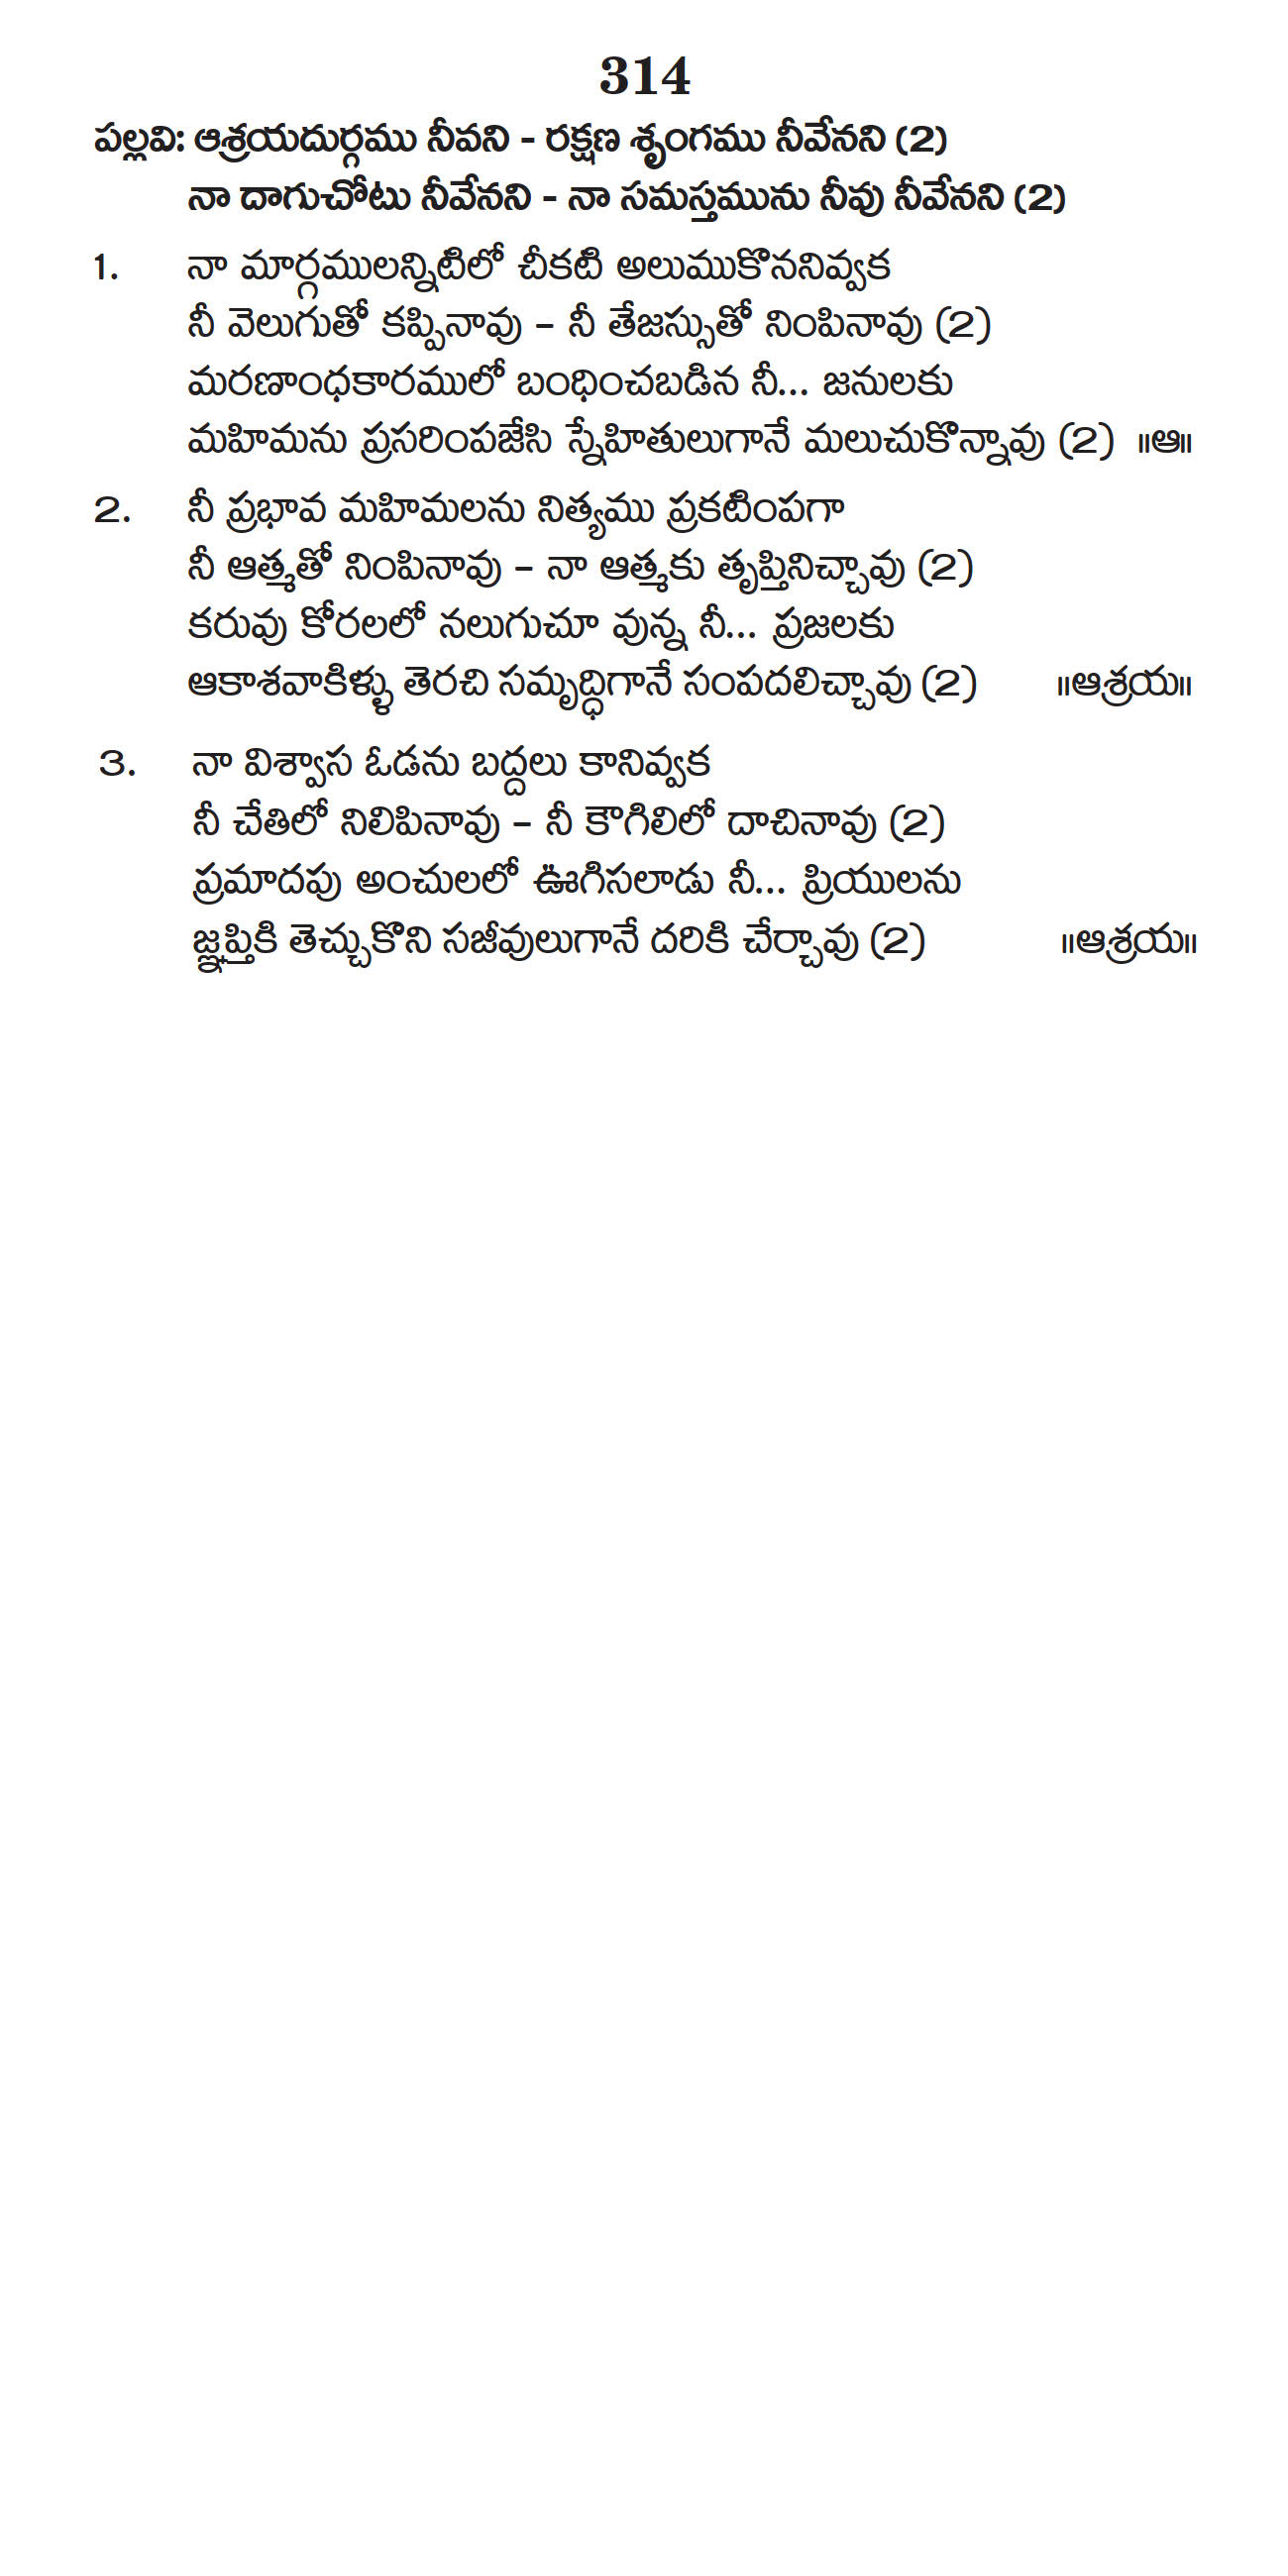 314
పల్లవి: ఆశ్రయదుర్గము నీవని - రక్షణ శృంగము నీవేనని (2)
నా దాగుచోటు నీవేనని - నా సమస్తమును నీవు నీవేనని (2)
1. నా మార్గములన్నిటిలో చీకటి అలుముకొననివ్వక
నీ వెలుగుతో కప్పినావు – నీ తేజస్సుతో నింపినావు (2)
మరణాంధకారములో బంధించబడిన నీ... జనులకు
మహిమను ప్రసరింపజేసి స్నేహితులుగానే మలుచుకొన్నావు (2) ॥ఆ॥
2. నీ ప్రభావ మహిమలను నిత్యము ప్రకటింపగా
నీ ఆత్మతో నింపినావు – నా ఆత్మకు తృప్తినిచ్చావు (2)
కరువు కోరలలో నలుగుచూ వున్న నీ... ప్రజలకు
ఆకాశవాకిళ్ళు తెరచి సమృద్ధిగానే సంపదలిచ్చావు (2) ॥ఆశ్రయ॥
3. నా విశ్వాస ఓడను బద్దలు కానివ్వక
నీ చేతిలో నిలిపినావు – నీ కౌగిలిలో దాచినావు (2)
ప్రమాదపు అంచులలో ఊగిసలాడు నీ... ప్రియులను
జ్ఞప్తికి తెచ్చుకొని సజీవులుగానే దరికి చేర్చావు (2) ॥ఆశ్రయ॥